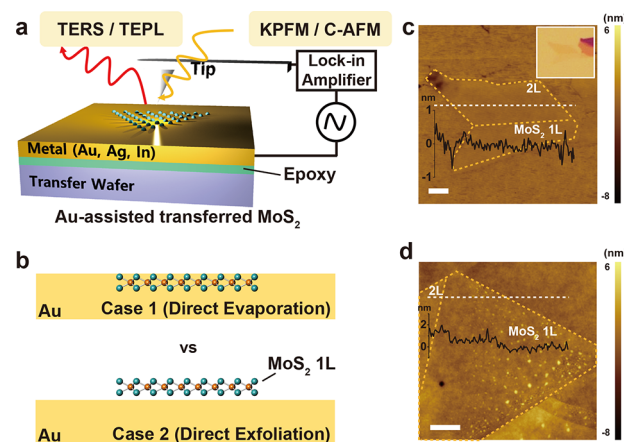 a
TERS / TEPL
KPFM / C-AFM
Tip
Lock-in
Amplifier
Metal (Au, Ag, In)
Epoxy
Transfer Wafer
Au-assisted transferred MoS₂
b
Au
Case 1 (Direct Evaporation)
vs
MoS₂ 1L
Au
Case 2 (Direct Exfoliation)
c
(nm
6
2L
nm
1
MoS₂ 1L
0
-1
-8
d
(nm
6
2L
nm
MoS₂ 1L
2
0
-8